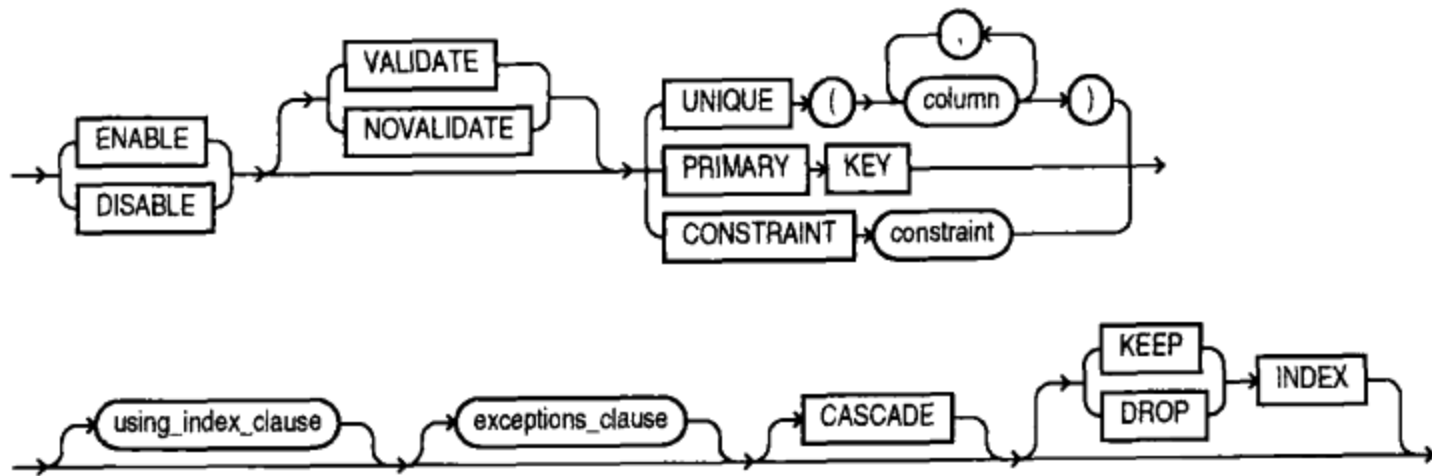 VALIDATE
NOVALIDATE
ENABLE
DISABLE
UNIQUE ( column , )
PRIMARY KEY
CONSTRAINT constraint
using_index_clause
exceptions_clause
CASCADE
KEEP
DROP
INDEX